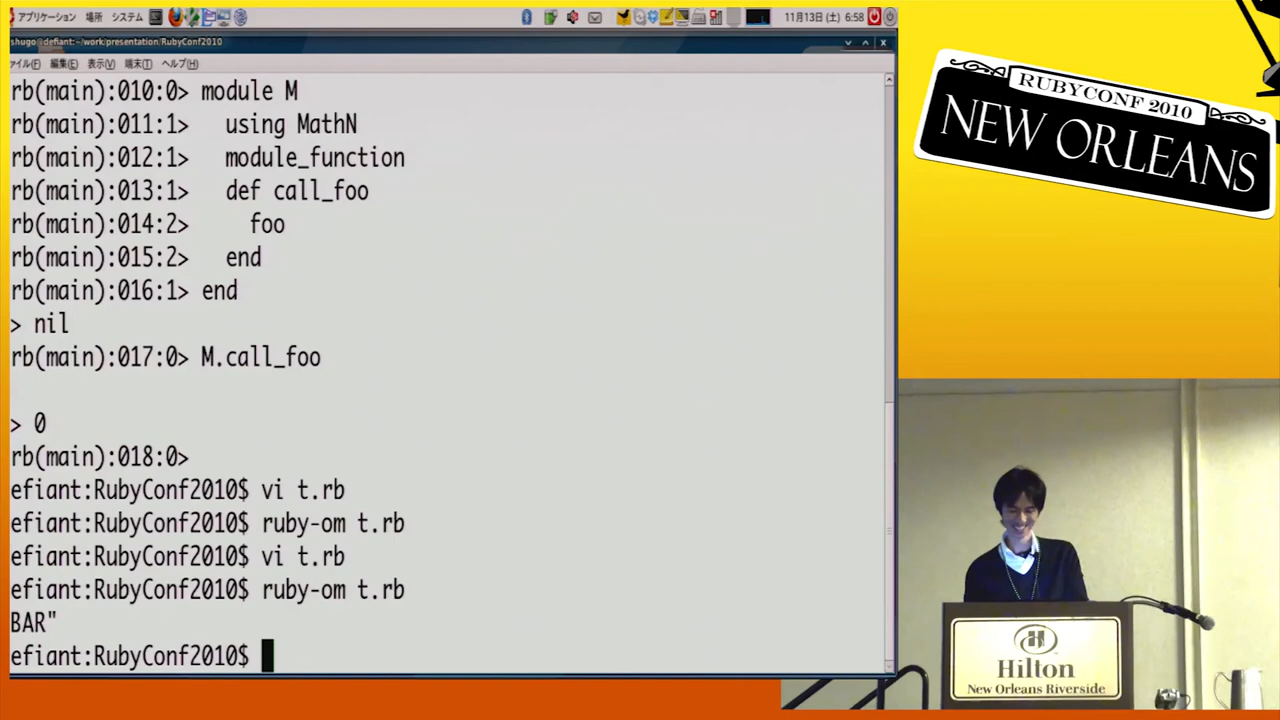 アプリケーション 場所 システム 11月13日 (土) 6:58
shugo@defiant:~/work/presentation/RubyConf2010
ァイル(F) 編集(E) 表示(V) 端末(T) ヘルプ(H)
rb(main):010:0> module M
rb(main):011:1> using MathN
rb(main):012:1> module_function
rb(main):013:1> def call_foo
rb(main):014:2> foo
rb(main):015:2> end
rb(main):016:1> end
> nil
rb(main):017:0> M.call_foo
> 0
rb(main):018:0>
efiant:RubyConf2010$ vi t.rb
efiant:RubyConf2010$ ruby-om t.rb
efiant:RubyConf2010$ vi t.rb
efiant:RubyConf2010$ ruby-om t.rb
BAR"
efiant:RubyConf2010$
RUBYCONF 2010
NEW ORLEANS
Hilton
New Orleans Riverside